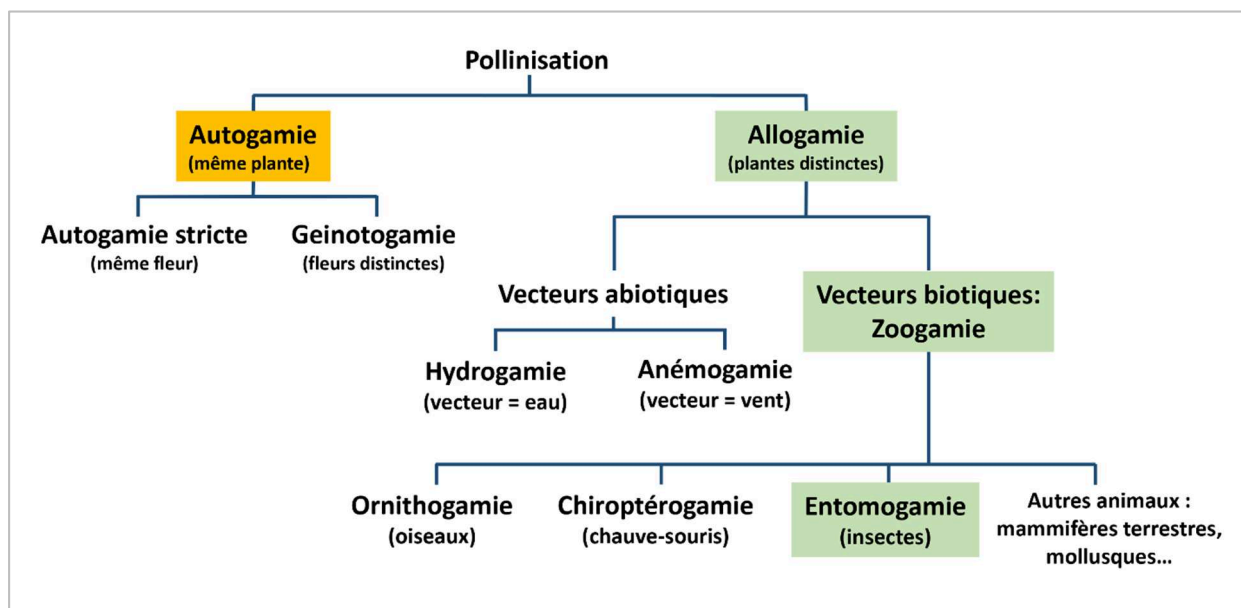 Pollinisation
Autogamie
(même plante)
Allogamie
(plantes distinctes)
Autogamie stricte
(même fleur)
Geinotogamie
(fleurs distinctes)
Vecteurs abiotiques
Vecteurs biotiques:
Zoogamie
Hydrogamie
(vecteur = eau)
Anémogamie
(vecteur = vent)
Ornithogamie
(oiseaux)
Chiroptérogamie
(chauve-souris)
Entomogamie
(insectes)
Autres animaux :
mammifères terrestres,
mollusques...